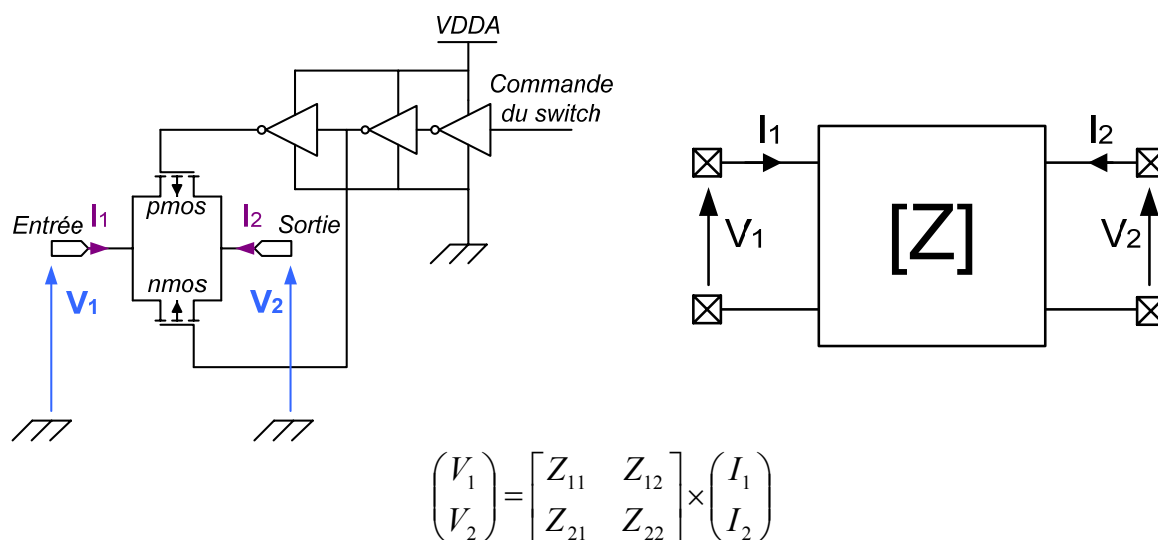 VDDA
Commande
du switch
pmos
Entrée
I1
I2
Sortie
nmos
V1
V2
I1
I2
V1
[Z]
V2
(V1 V2) = [Z11 Z12 Z21 Z22] × (I1 I2)